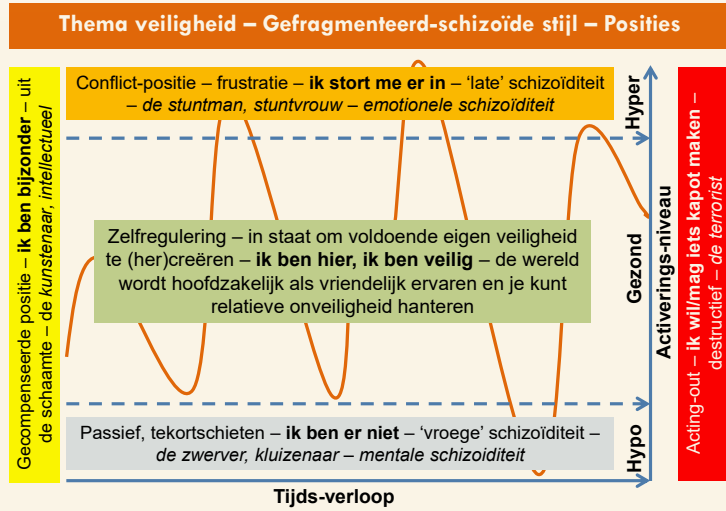 Thema veiligheid – Gefragmenteerd-schizoïde stijl – Posities
Gecompenseerde positie – ik ben bijzonder – uit
de schaamte – de kunstenaar, intellectueel
Conflict-positie – frustratie – ik stort me er in – ‘late’ schizoïditeit
– de stuntman, stuntvrouw – emotionele schizoïditeit
Zelfregulering – in staat om voldoende eigen veiligheid
te (her)creëren – ik ben hier, ik ben veilig – de wereld
wordt hoofdzakelijk als vriendelijk ervaren en je kunt
relatieve onveiligheid hanteren
Passief, tekortschieten – ik ben er niet – ‘vroege’ schizoïditeit –
de zwerver, kluizenaar – mentale schizoiditeit
Hyper
Gezond
Hypo
Activerings-niveau
Acting-out – ik wil/mag iets kapot maken –
destructief – de terrorist
Tijds-verloop